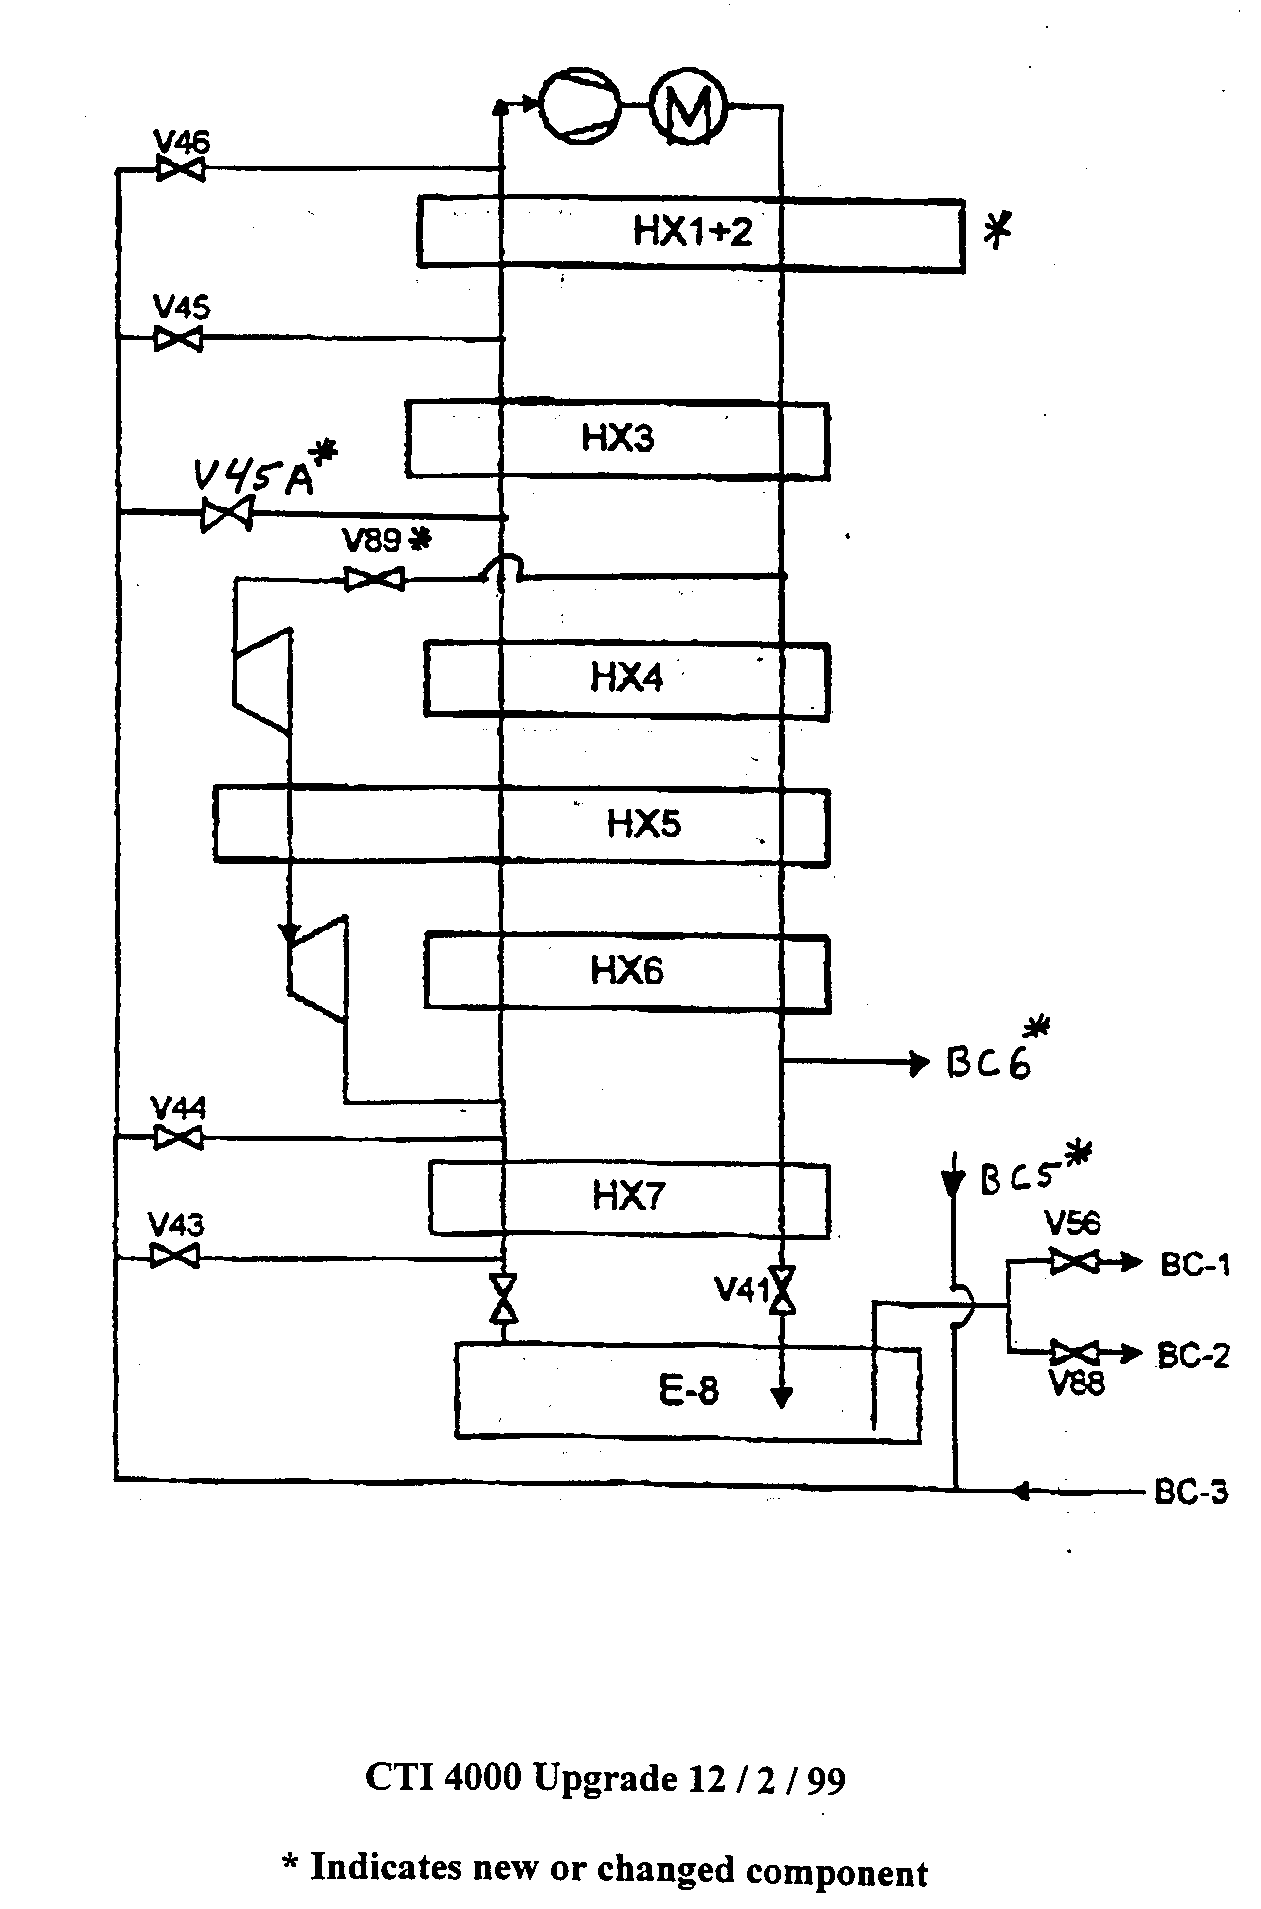 M
V46
HX1+2 *
V45
HX3
V45A*
V89*
HX4
HX5
HX6
BC6*
V44
BC5*
HX7
V56
V43
BC-1
V41
BC-2
E-8
V88
BC-3
CTI 4000 Upgrade 12 / 2 / 99
* Indicates new or changed component